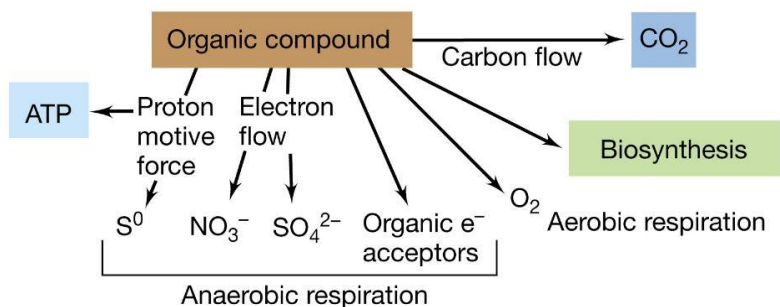 Organic compound
Carbon flow
CO₂
ATP
Proton
motive
force
Electron
flow
Biosynthesis
S⁰
NO₃⁻
SO₄²⁻
Organic e⁻
acceptors
O₂
Aerobic respiration
Anaerobic respiration